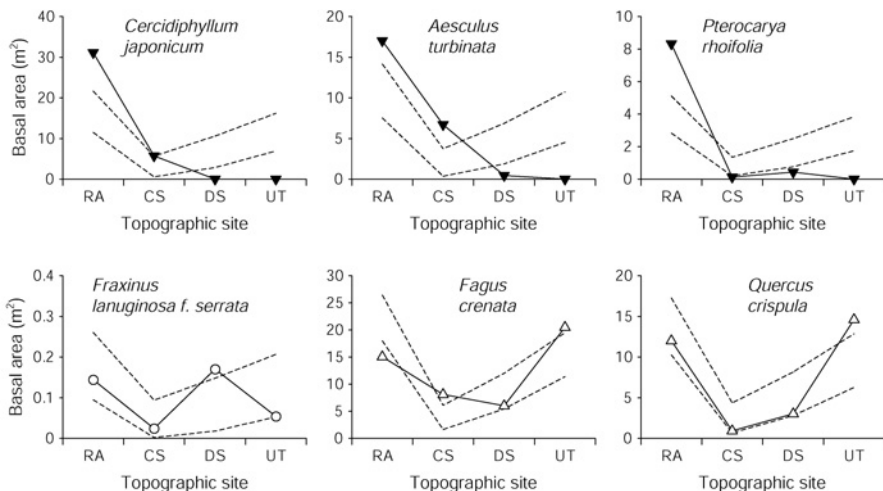 Cercidiphyllum
japonicum
Basal area (m²)
40
30
20
10
0
RA CS DS UT
Topographic site
Aesculus
turbinata
20
15
10
5
0
RA CS DS UT
Topographic site
Pterocarya
rhoifolia
10
8
6
4
2
0
RA CS DS UT
Topographic site
Fraxinus
lanuginosa f. serrata
Basal area (m²)
0.4
0.3
0.2
0.1
0
RA CS DS UT
Topographic site
Fagus
crenata
30
25
20
15
10
5
0
RA CS DS UT
Topographic site
Quercus
crispula
20
15
10
5
0
RA CS DS UT
Topographic site